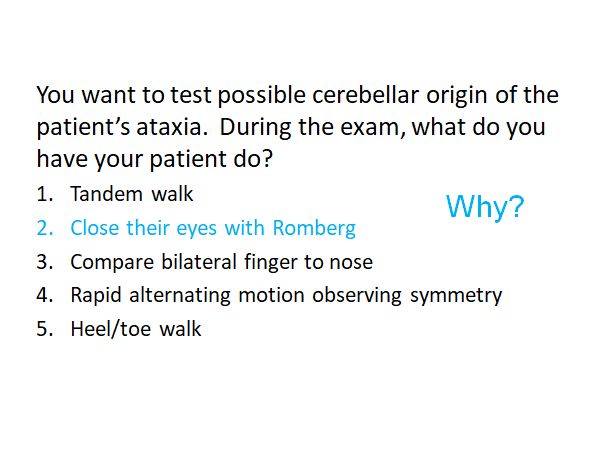 You want to test possible cerebellar origin of the
patient's ataxia.  During the exam, what do you
have your patient do?
1. Tandem walk
Why?
2. Close their eyes with Romberg
3. Compare bilateral finger to nose
4. Rapid alternating motion observing symmetry
5. Heel/toe walk